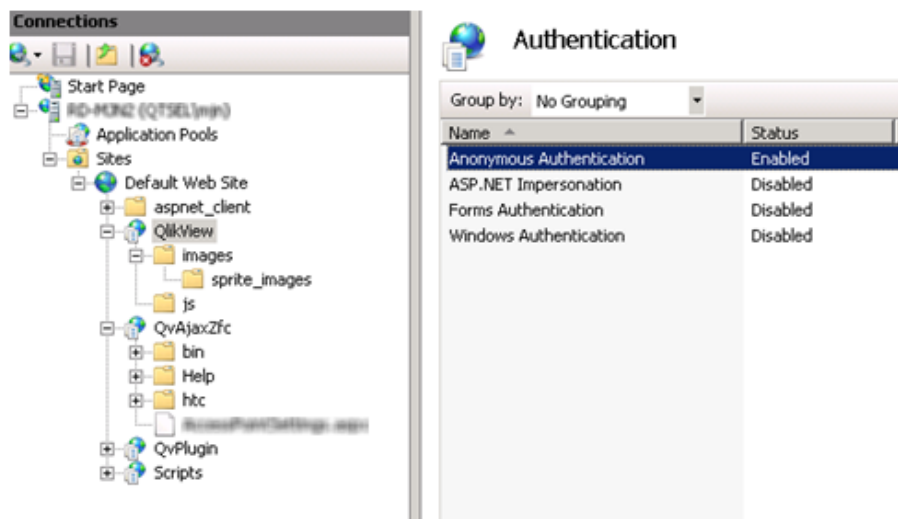 Connections
Authentication
Start Page
Group by: No Grouping
Application Pools
Name Status
Sites
Anonymous Authentication Enabled
Default Web Site
ASP.NET Impersonation Disabled
aspnet_client
Forms Authentication Disabled
QlikView
Windows Authentication Disabled
images
sprite_images
js
QvAjaxZfc
bin
Help
htc
QvPlugin
Scripts